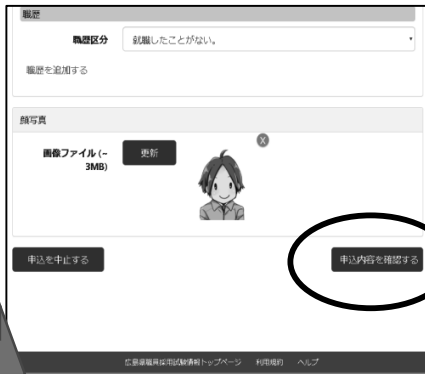 職歴
職歴区分 就職したことがない。
職歴を追加する
顔写真
画像ファイル(~
3MB)
更新
X
申込を中止する 申込内容を確認する
広島県職員採用試験情報トップページ 利用規約 ヘルプ